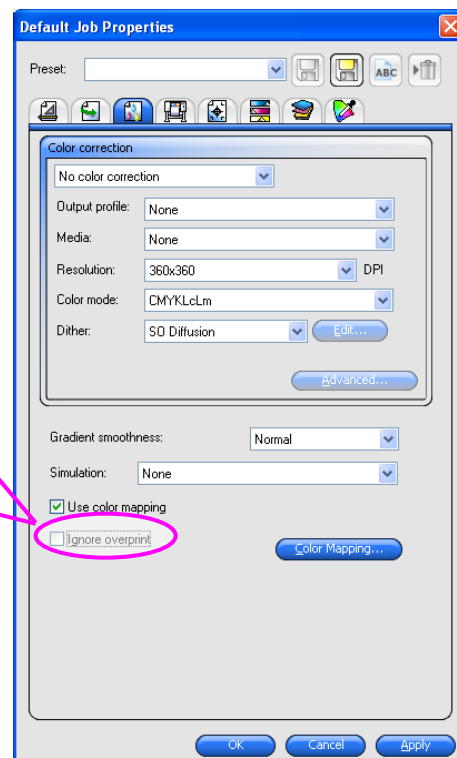 Default Job Properties
Preset:
ABC
Color correction
No color correction
Output profile: None
Media: None
Resolution: 360x360 DPI
Color mode: CMYKLcLm
Dither: SO Diffusion Edit...
Advanced...
Gradient smoothness: Normal
Simulation: None
Use color mapping
Ignore overprint
Color Mapping...
OK Cancel Apply